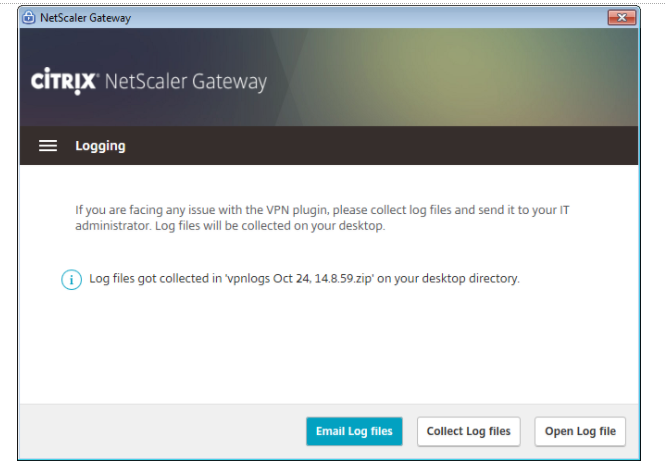 NetScaler Gateway
CİTRỊX® NetScaler Gateway
Logging
If you are facing any issue with the VPN plugin, please collect log files and send it to your IT
administrator. Log files will be collected on your desktop.
Log files got collected in 'vpnlogs Oct 24, 14.8.59.zip' on your desktop directory.
Email Log files
Collect Log files
Open Log file